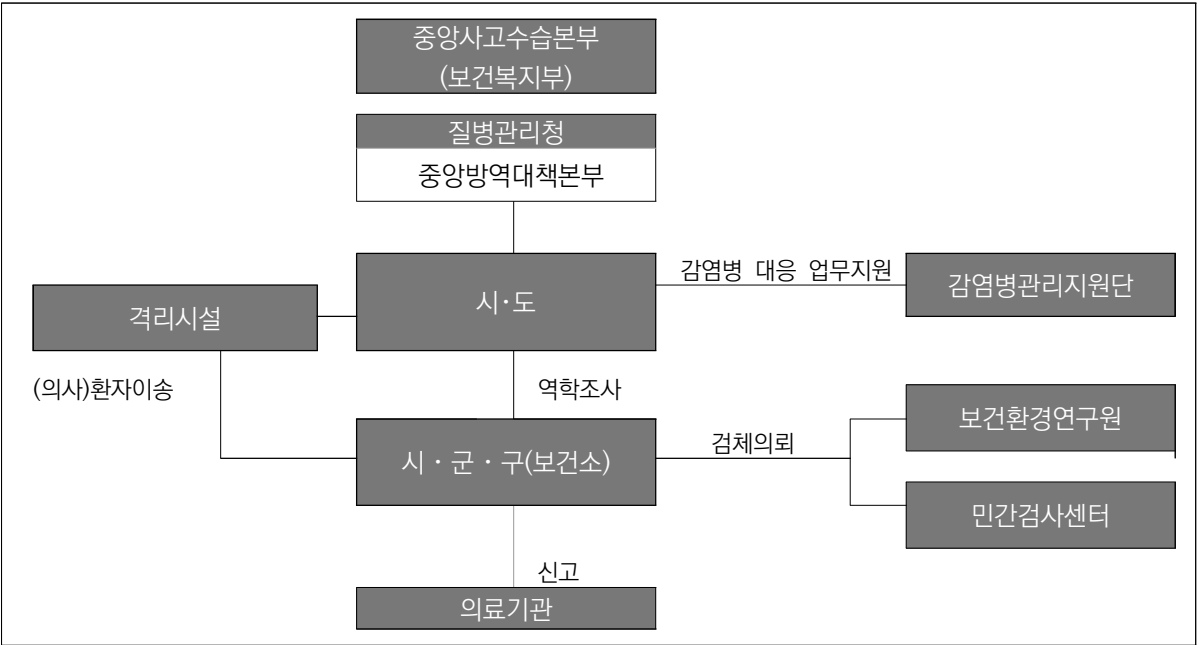 중앙사고수습본부
(보건복지부)
질병관리청
중앙방역대책본부
시·도
감염병 대응 업무지원
감염병관리지원단
격리시설
(의사)환자이송
역학조사
보건환경연구원
시 · 군 · 구(보건소)
검체의뢰
민간검사센터
신고
의료기관